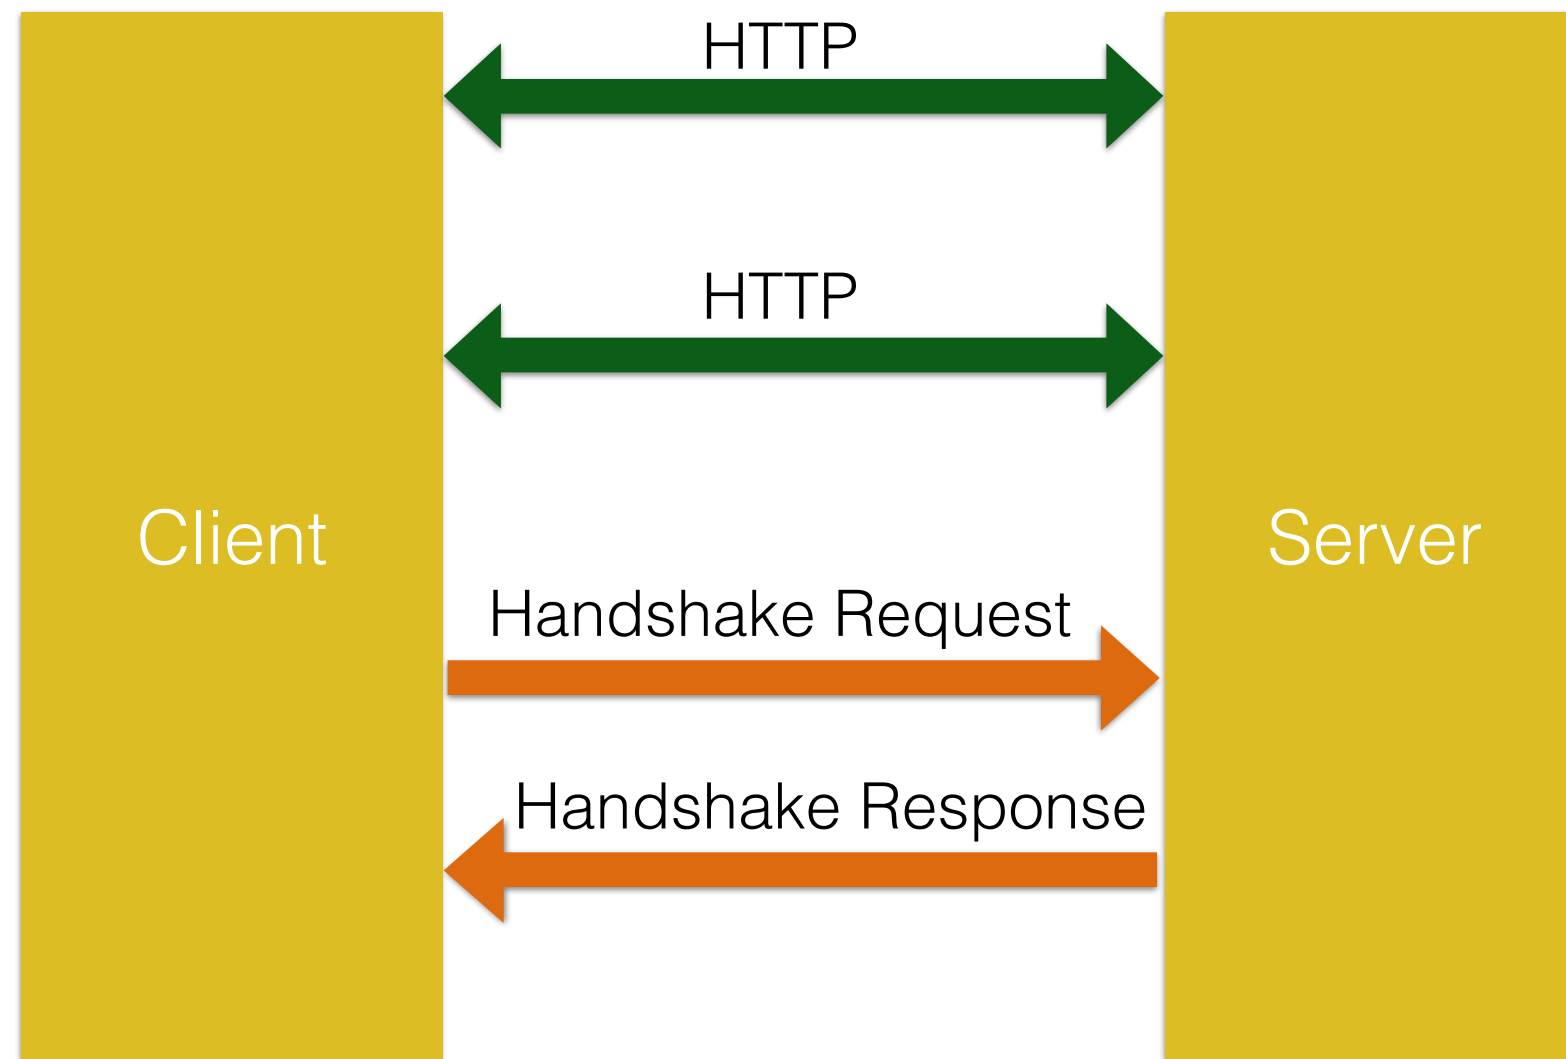 HTTP
HTTP
Client
Server
Handshake Request
Handshake Response